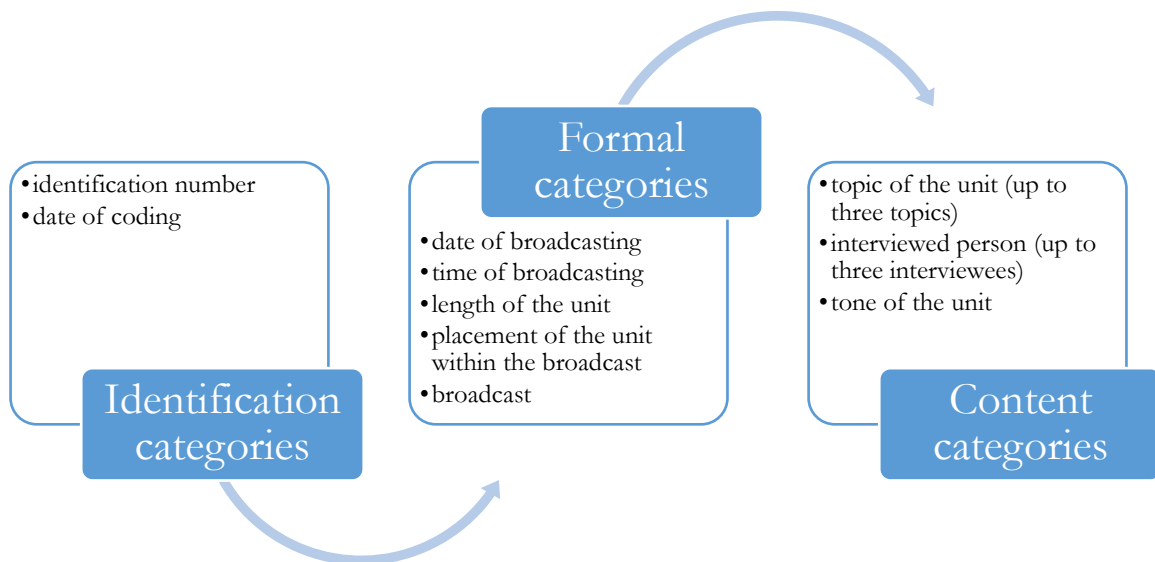 •identification number
•date of coding
Identification
categories
Formal
categories
•date of broadcasting
•time of broadcasting
•length of the unit
•placement of the unit
within the broadcast
•broadcast
•topic of the unit (up to
three topics)
•interviewed person (up to
three interviewees)
•tone of the unit
Content
categories